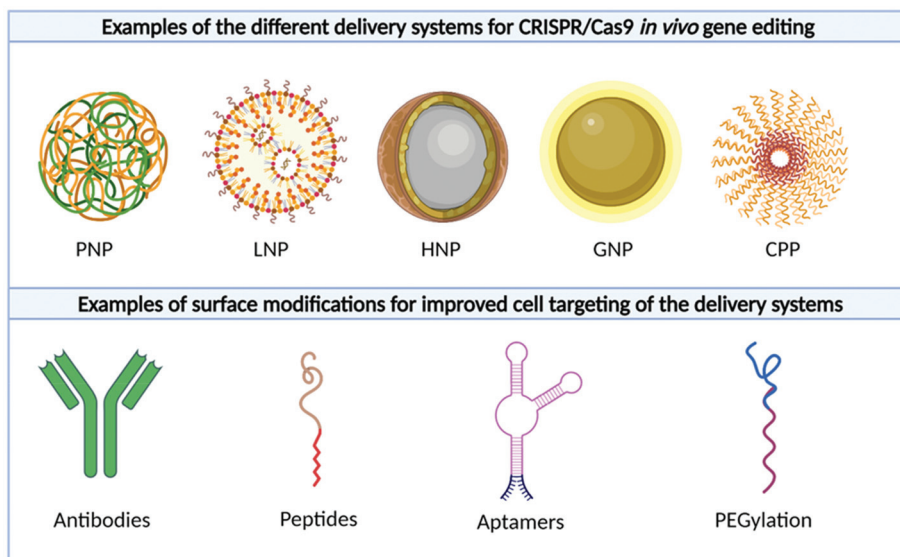 Examples of the different delivery systems for CRISPR/Cas9 in vivo gene editing
PNP LNP HNP GNP CPP
Examples of surface modifications for improved cell targeting of the delivery systems
Antibodies Peptides Aptamers PEGylation